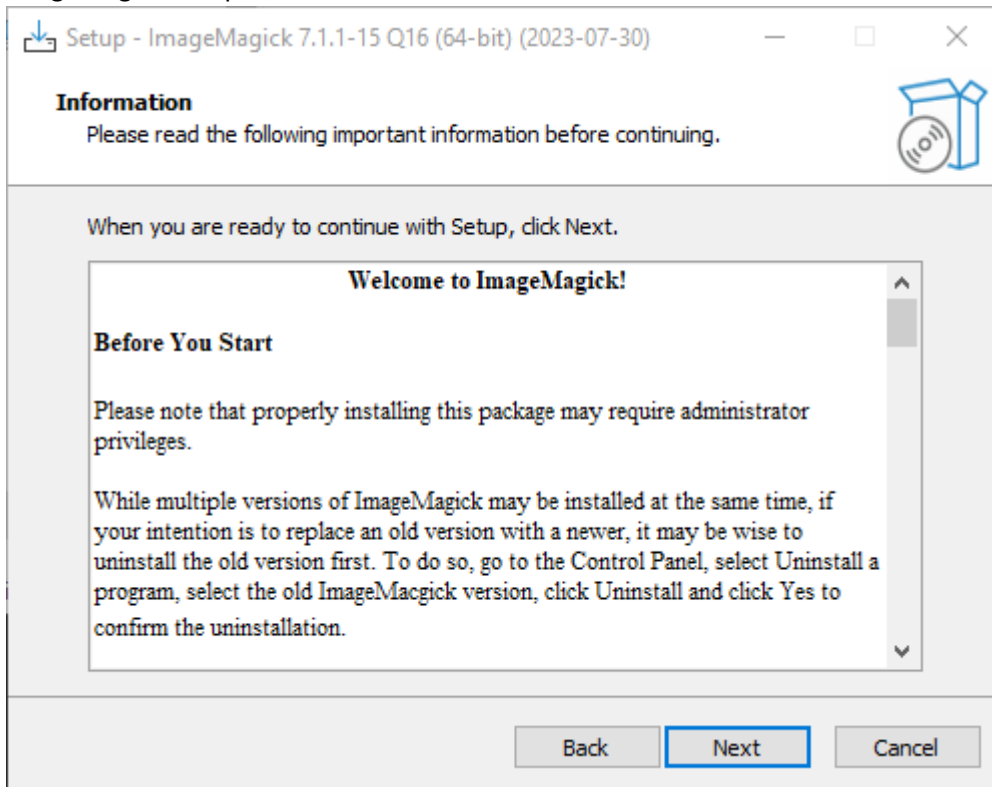 Setup - ImageMagick 7.1.1-15 Q16 (64-bit) (2023-07-30)
Information
Please read the following important information before continuing.
When you are ready to continue with Setup, click Next.
Welcome to ImageMagick!
Before You Start
Please note that properly installing this package may require administrator
privileges.
While multiple versions of ImageMagick may be installed at the same time, if
your intention is to replace an old version with a newer, it may be wise to
uninstall the old version first. To do so, go to the Control Panel, select Uninstall a
program, select the old ImageMacgick version, click Uninstall and click Yes to
confirm the uninstallation.
Back
Next
Cancel